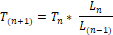 T₍ₙ₊₁₎ = Tₙ * Lₙ / L₍ₙ₋₁₎